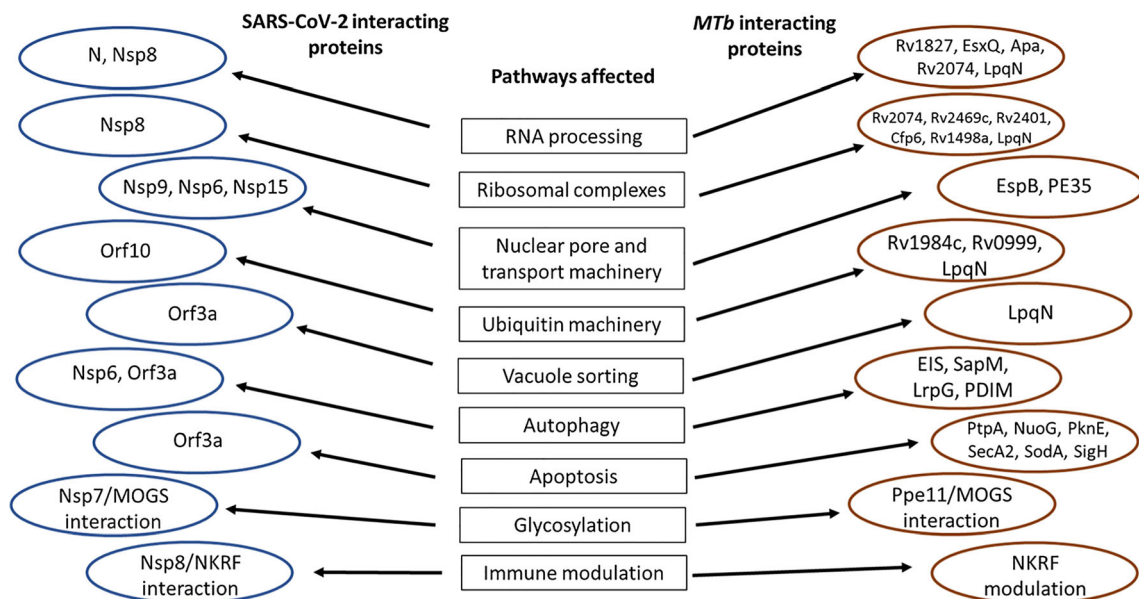 SARS-CoV-2 interacting
proteins
MTb interacting
proteins
Pathways affected
N, Nsp8
RNA processing
Rv1827, EsxQ, Apa,
Rv2074, LpqN
Nsp8
Ribosomal complexes
Rv2074, Rv2469c, Rv2401,
Cfp6, Rv1498a, LpqN
Nsp9, Nsp6, Nsp15
Nuclear pore and
transport machinery
EspB, PE35
Orf10
Ubiquitin machinery
Rv1984c, Rv0999,
LpqN
Orf3a
Vacuole sorting
LpqN
Nsp6, Orf3a
Autophagy
EIS, SapM,
LrpG, PDIM
Orf3a
Apoptosis
PtpA, NuoG, PknE,
SecA2, SodA, SigH
Nsp7/MOGS
interaction
Glycosylation
Ppe11/MOGS
interaction
Nsp8/NKRF
interaction
Immune modulation
NKRF
modulation